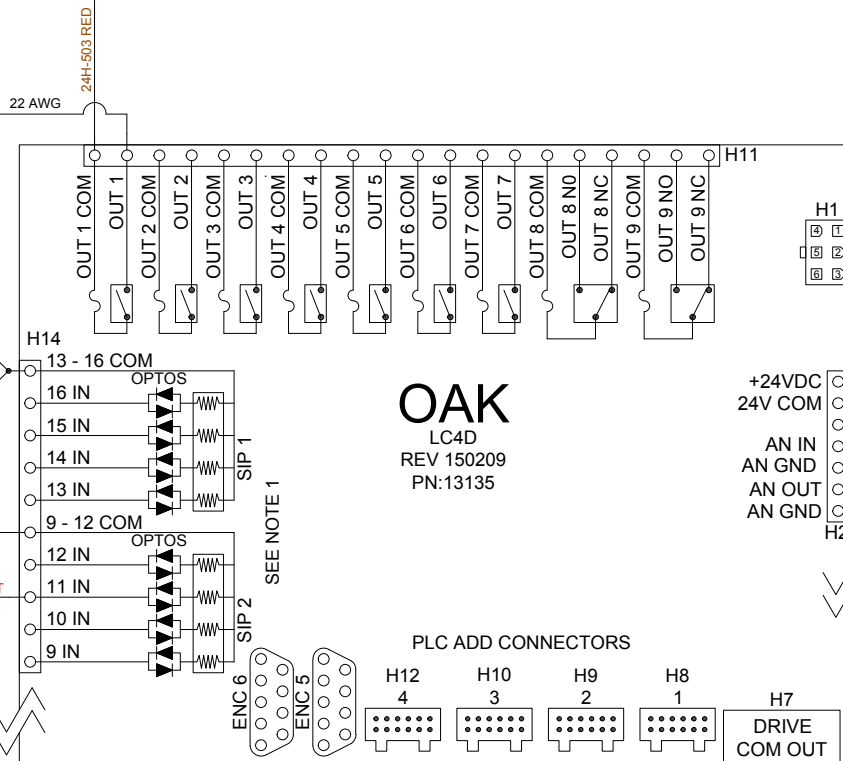 24H-503 RED
22 AWG
H11
OUT 1 COM
OUT 1
OUT 2 COM
OUT 2
OUT 3 COM
OUT 3
OUT 4 COM
OUT 4
OUT 5 COM
OUT 5
OUT 6 COM
OUT 6
OUT 7 COM
OUT 7
OUT 8 COM
OUT 8 N0
OUT 8 NC
OUT 9 COM
OUT 9 NO
OUT 9 NC
H1
4 1
5 2
6 3
H14
13 - 16 COM
OPTOS
16 IN
15 IN
14 IN
13 IN
SIP 1
9 - 12 COM
OPTOS
12 IN
11 IN
10 IN
9 IN
SIP 2
SEE NOTE 1
OAK
LC4D
REV 150209
PN:13135
+24VDC
24V COM
AN IN
AN GND
AN OUT
AN GND
H2
T
PLC ADD CONNECTORS
ENC 6
ENC 5
H12
4
H10
3
H9
2
H8
1
H7
DRIVE
COM OUT